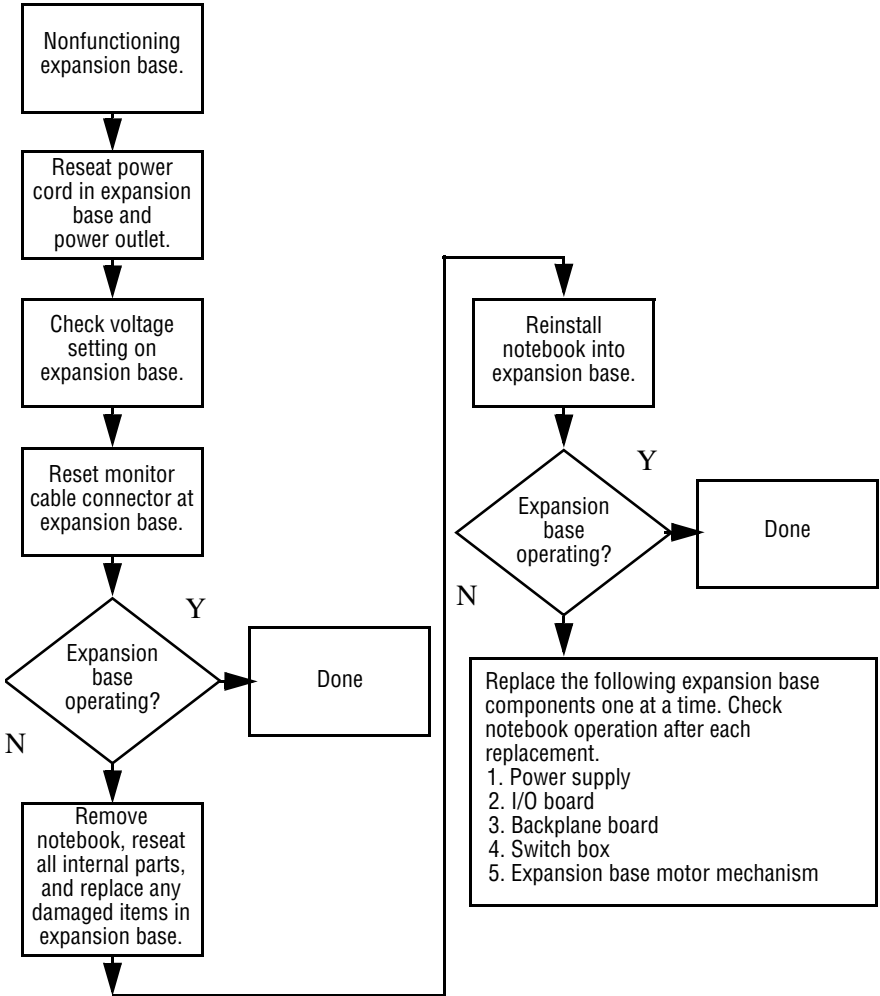 Nonfunctioning
expansion base.
Reseat power
cord in expansion
base and
power outlet.
Check voltage
setting on
expansion base.
Reset monitor
cable connector at
expansion base.
Y
Expansion
base
operating?
Done
N
Remove
notebook, reseat
all internal parts,
and replace any
damaged items in
expansion base.
Reinstall
notebook into
expansion base.
Y
Expansion
base
operating?
Done
N
Replace the following expansion base
components one at a time. Check
notebook operation after each
replacement.
1. Power supply
2. I/O board
3. Backplane board
4. Switch box
5. Expansion base motor mechanism